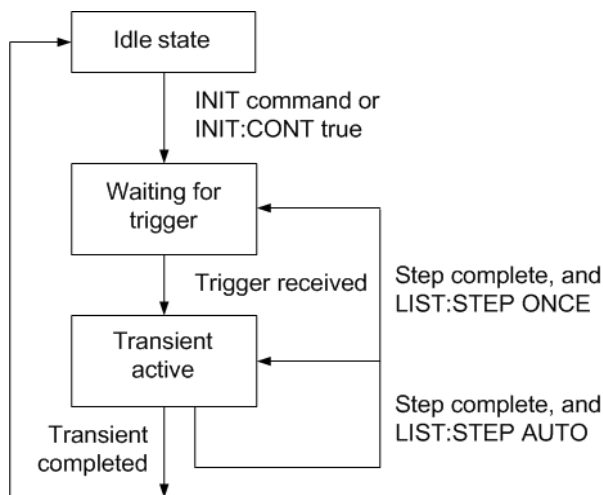 Idle state
INIT command or
INIT:CONT true
Waiting for
trigger
Trigger received
Step complete, and
LIST:STEP ONCE
Transient
active
Step complete, and
LIST:STEP AUTO
Transient
completed